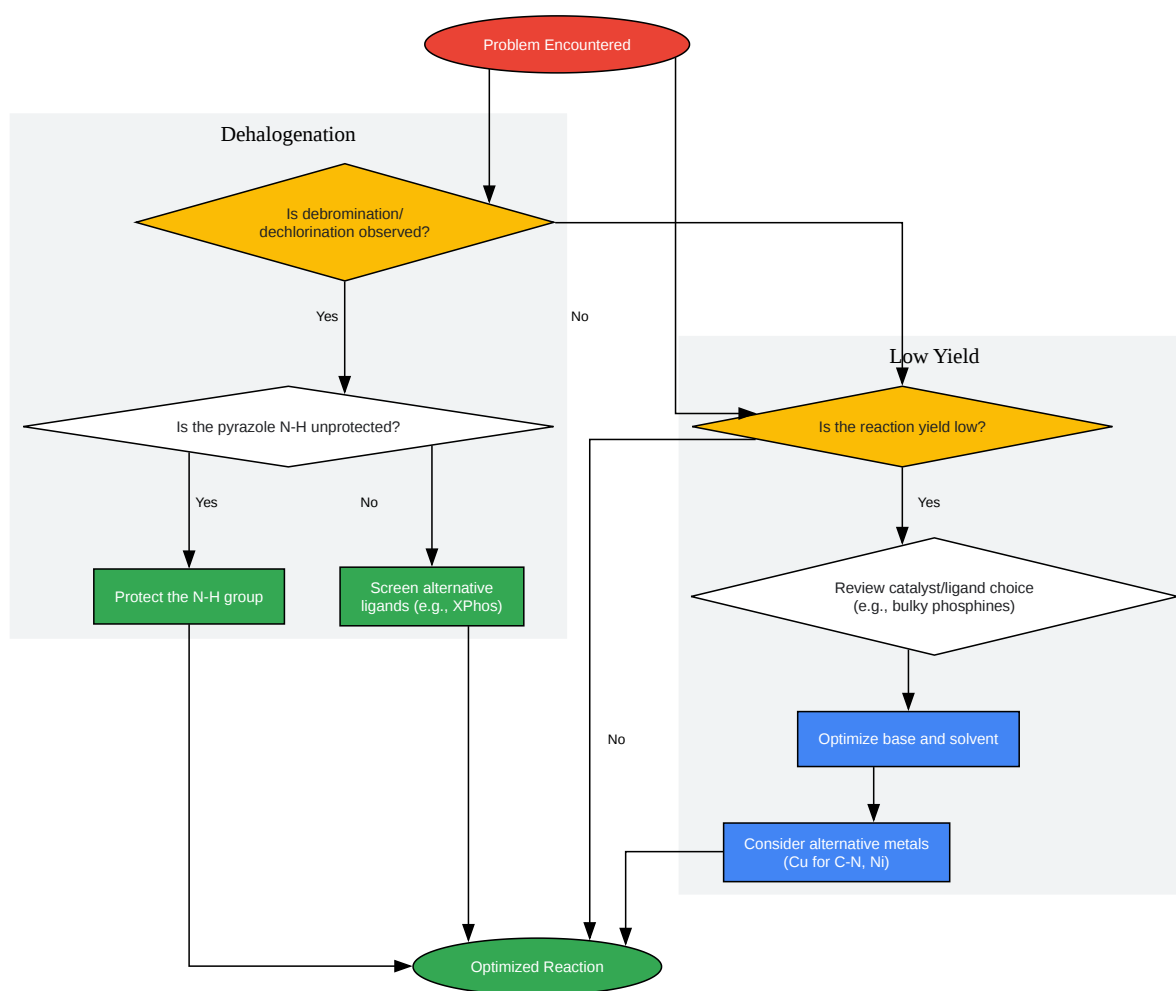 Problem Encountered
Dehalogenation
Is debromination/
dechlorination observed?
Yes
No
Low Yield
Is the pyrazole N-H unprotected?
Is the reaction yield low?
Yes
No
Yes
Protect the N-H group
Screen alternative
ligands (e.g., XPhos)
Review catalyst/ligand choice
(e.g., bulky phosphines)
No
Optimize base and solvent
Consider alternative metals
(Cu for C-N, Ni)
Optimized Reaction